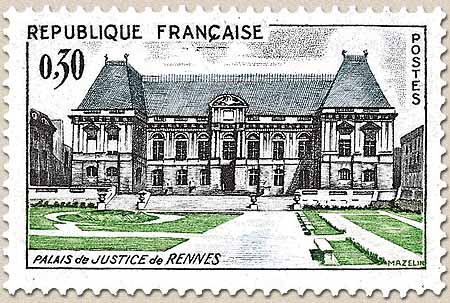 REPUBLIQUE FRANÇAISE
0,30
POSTES
PALAIS de JUSTICE de RENNES
MAZELIN